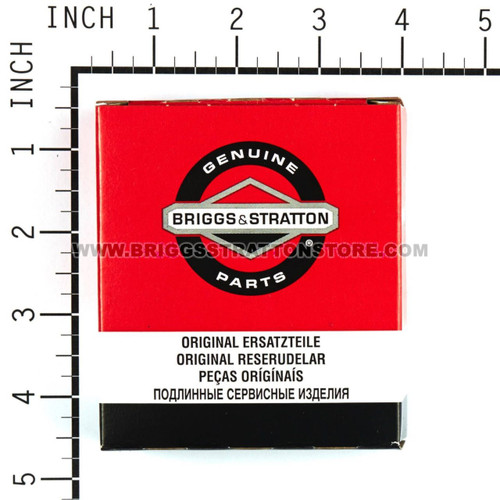 INCH 1 2 3 4 5
INCH
1
2
3
4
5
GENUINE
BRIGGS&STRATTON
®
PARTS
WWW.BRIGGSSTRATTONSTORE.COM
ORIGINAL ERSATZTEILE
ORIGINAL RESERUDELAR
PEÇAS ORÍGÍNAÍS
ПОДЛИННЫЕ СЕРВИСНЫЕ ИЗДЕЛИЯ